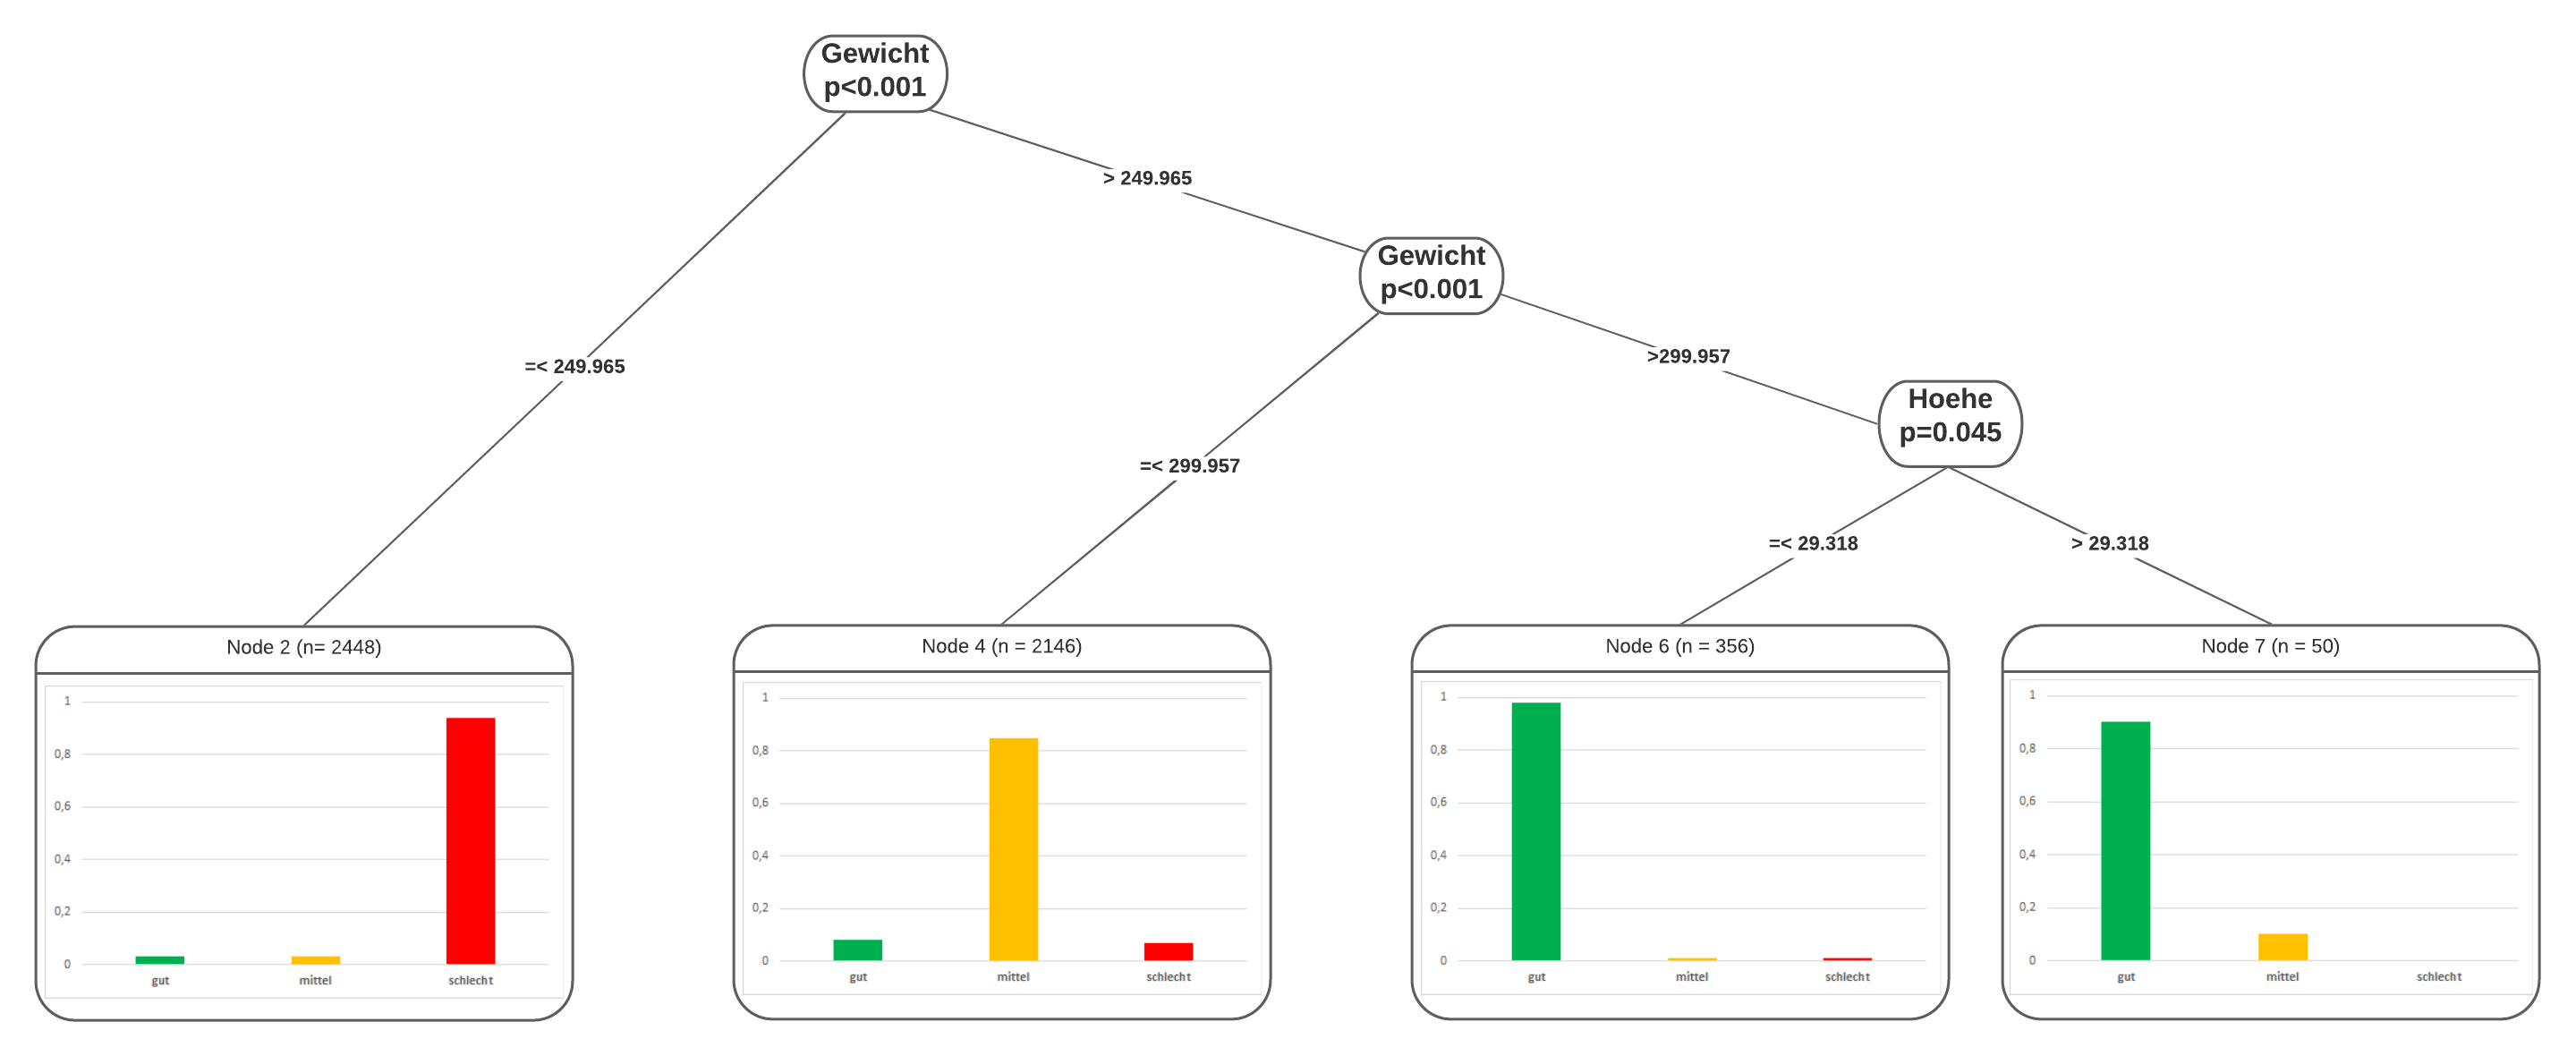 Gewicht
p<0.001
> 249.965
=< 249.965
Gewicht
p<0.001
>299.957
=< 299.957
Hoehe
p=0.045
=< 29.318
> 29.318
Node 2 (n= 2448)
1
0,8
0,6
0,4
0,2
0
gut mittel schlecht
Node 4 (n = 2146)
1
0,8
0,6
0,4
0,2
0
gut mittel schlecht
Node 6 (n = 356)
1
0,8
0,6
0,4
0,2
0
gut mittel schlecht
Node 7 (n = 50)
1
0,8
0,6
0,4
0,2
0
gut mittel schlecht